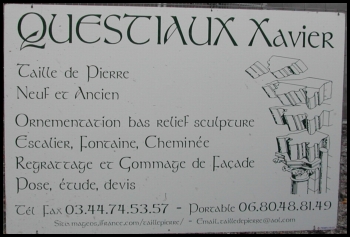 QUESTIAUX Xavier
Taille de Pierre
Neuf et Ancien
Ornementation bas relief sculpture
Escalier, Fontaine, Cheminée
Regrattage et Gommage de Façade
Pose, étude, devis
Tél Fax 03.44.74.53.57 - Portable 06.80.48.81.49